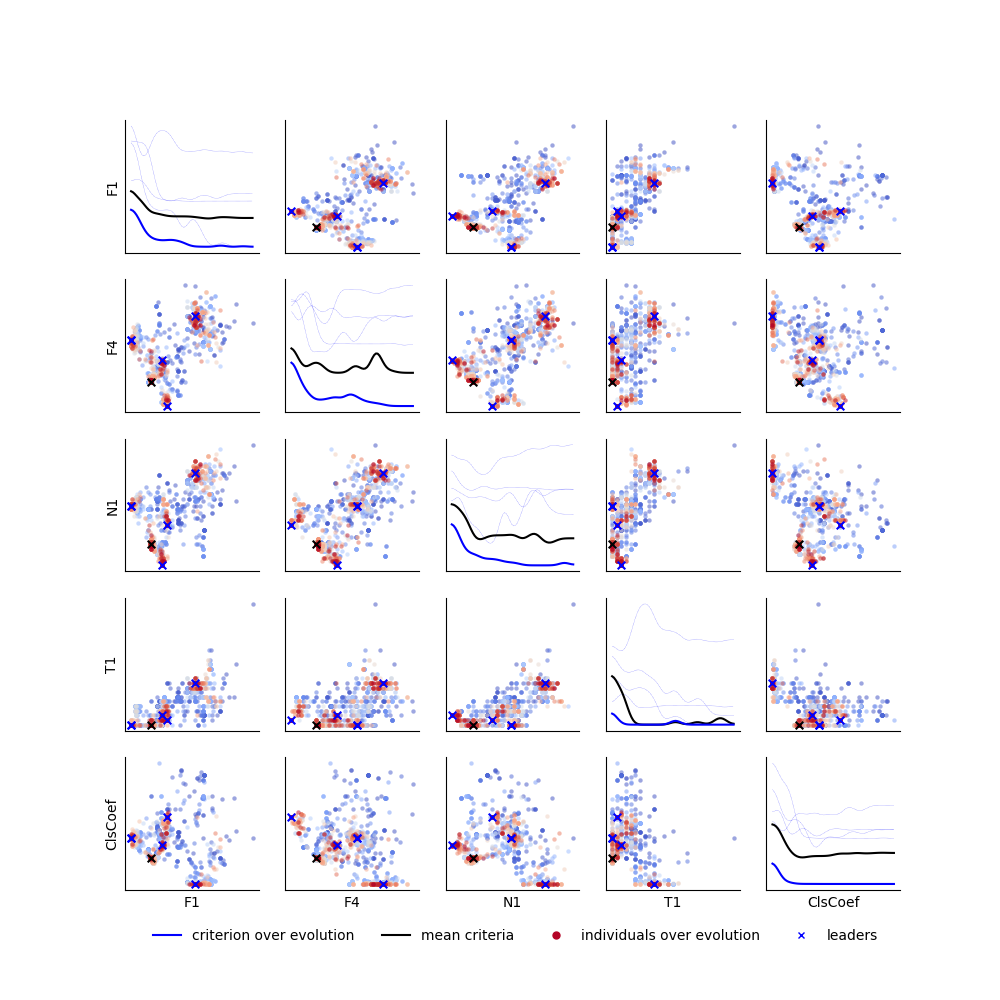 F1
F4
N1
T1
ClsCoef
F1 F4 N1 T1 ClsCoef
criterion over evolution mean criteria individuals over evolution leaders